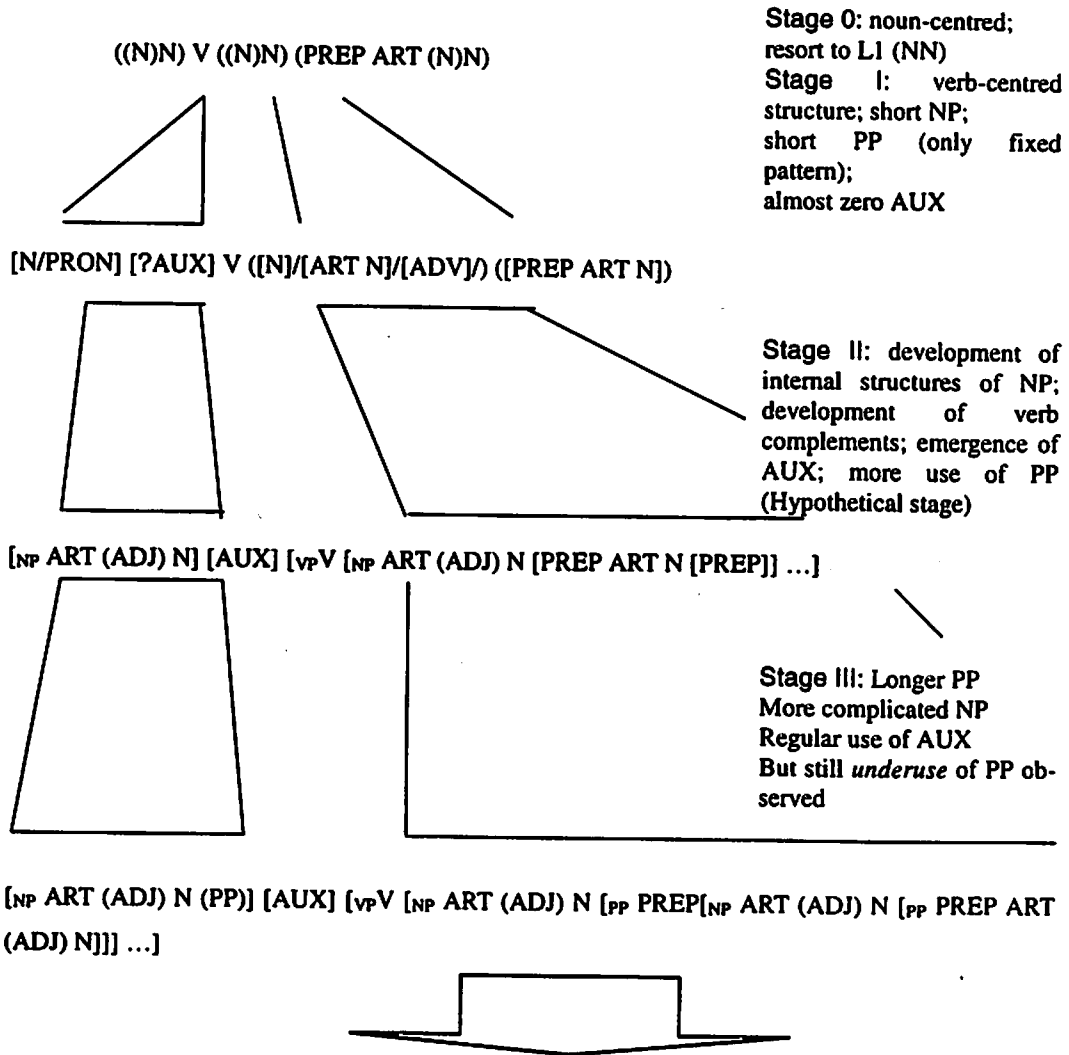 ((N)N) V ((N)N) (PREP ART (N)N)
Stage 0: noun-centred;
resort to L1 (NN)
Stage I: verb-centred
structure; short NP;
short PP (only fixed
pattern);
almost zero AUX
[N/PRON] [?AUX] V ([N]/[ART N]/[ADV]/) ([PREP ART N])
Stage II: development of
internal structures of NP;
development of verb
complements; emergence of
AUX; more use of PP
(Hypothetical stage)
[NP ART (ADJ) N] [AUX] [VPV [NP ART (ADJ) N [PREP ART N [PREP]] ...]
Stage III: Longer PP
More complicated NP
Regular use of AUX
But still underuse of PP ob-
served
[NP ART (ADJ) N (PP)] [AUX] [VPV [NP ART (ADJ) N [PP PREP[NP ART (ADJ) N [PP PREP ART
(ADJ) N]]] ...]